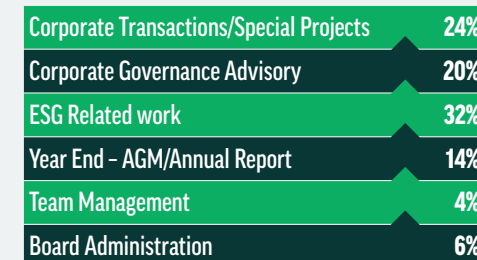 Corporate Transactions/Special Projects 24%
Corporate Governance Advisory 20%
ESG Related work 32%
Year End – AGM/Annual Report 14%
Team Management 4%
Board Administration 6%